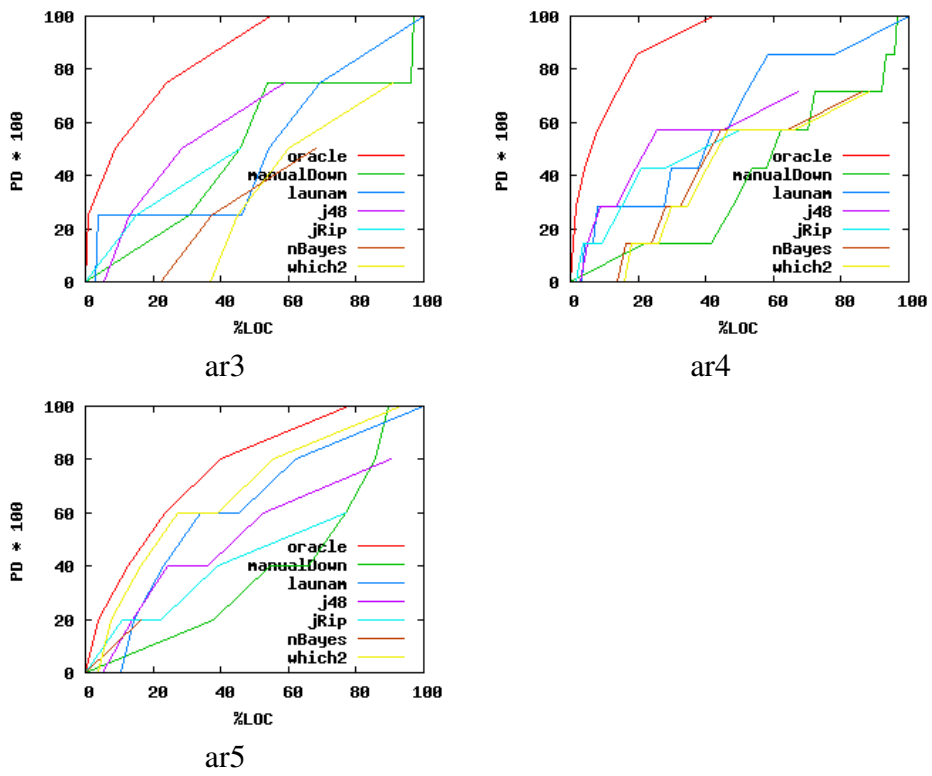 100
80
60
40
20
0
PD * 100
oracle
manualDown
launam
j48
jRip
nBayes
which2
0 20 40 60 80 100
%LOC
ar3
100
80
60
40
20
0
PD * 100
oracle
manualDown
launam
j48
jRip
nBayes
which2
0 20 40 60 80 100
%LOC
ar4
100
80
60
40
20
0
PD * 100
oracle
manualDown
launam
j48
jRip
nBayes
which2
0 20 40 60 80 100
%LOC
ar5